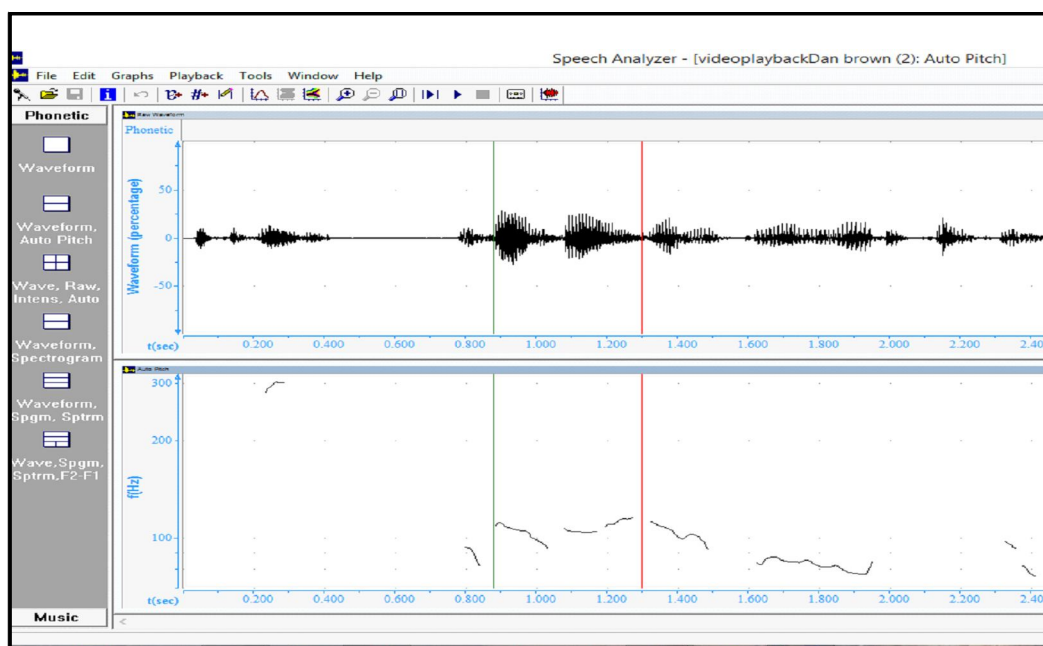 Speech Analyzer - [videoplaybackDan brown (2): Auto Pitch]
File Edit Graphs Playback Tools Window Help
Phonetic
Waveform
Waveform,
Auto Pitch
Wave, Raw,
Intens, Auto
Waveform,
Spectrogram
Waveform,
Spgm, Sptrm
Wave,Spgm,
Sptrm,F2-F1
Music
Raw Waveform
Phonetic
Waveform (percentage)
50
0
-50
t(sec) 0.200 0.400 0.600 0.800 1.000 1.200 1.400 1.600 1.800 2.000 2.200 2.40
Auto Pitch
f(Hz)
300
200
100
t(sec) 0.200 0.400 0.600 0.800 1.000 1.200 1.400 1.600 1.800 2.000 2.200 2.40